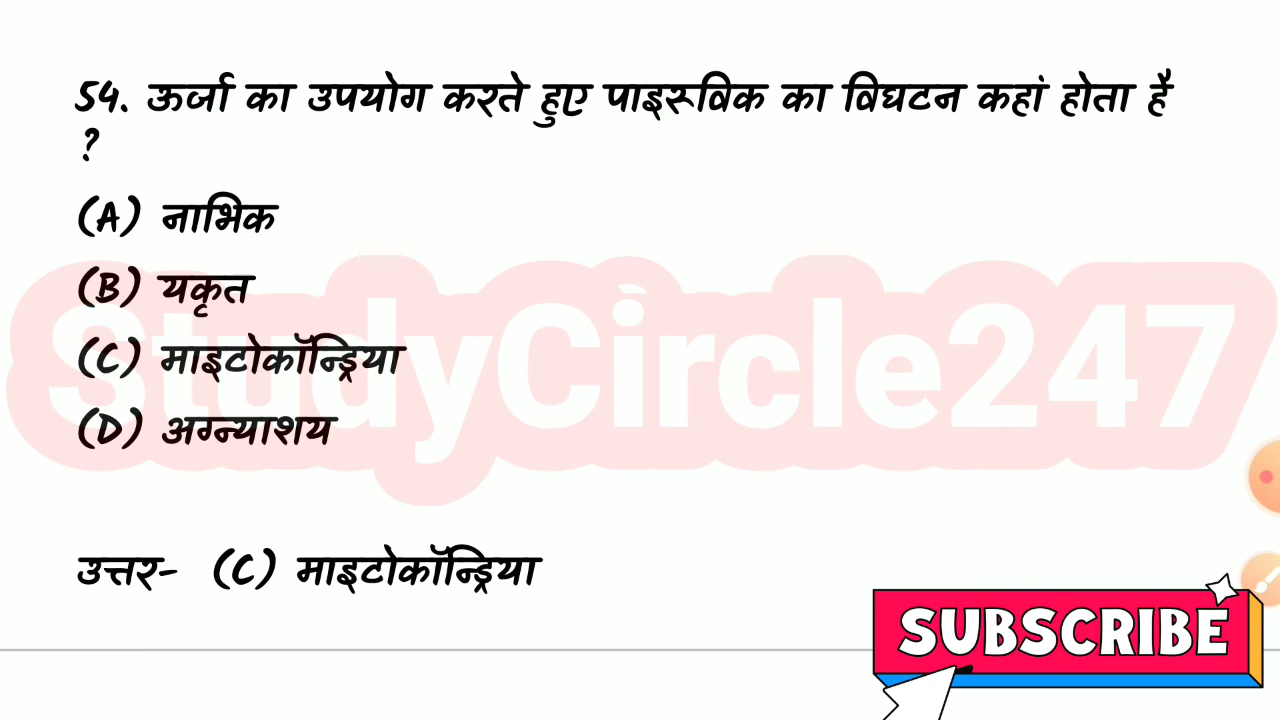 54. ऊर्जा का उपयोग करते हुए पाइरूविक का विघटन कहां होता है
?
(A) नाभिक
(B) यकृत
(C) माइटोकॉन्ड्रिया
(D) अग्न्याशय
StudyCircle247
उत्तर- (C) माइटोकॉन्ड्रिया
SUBSCRIBE